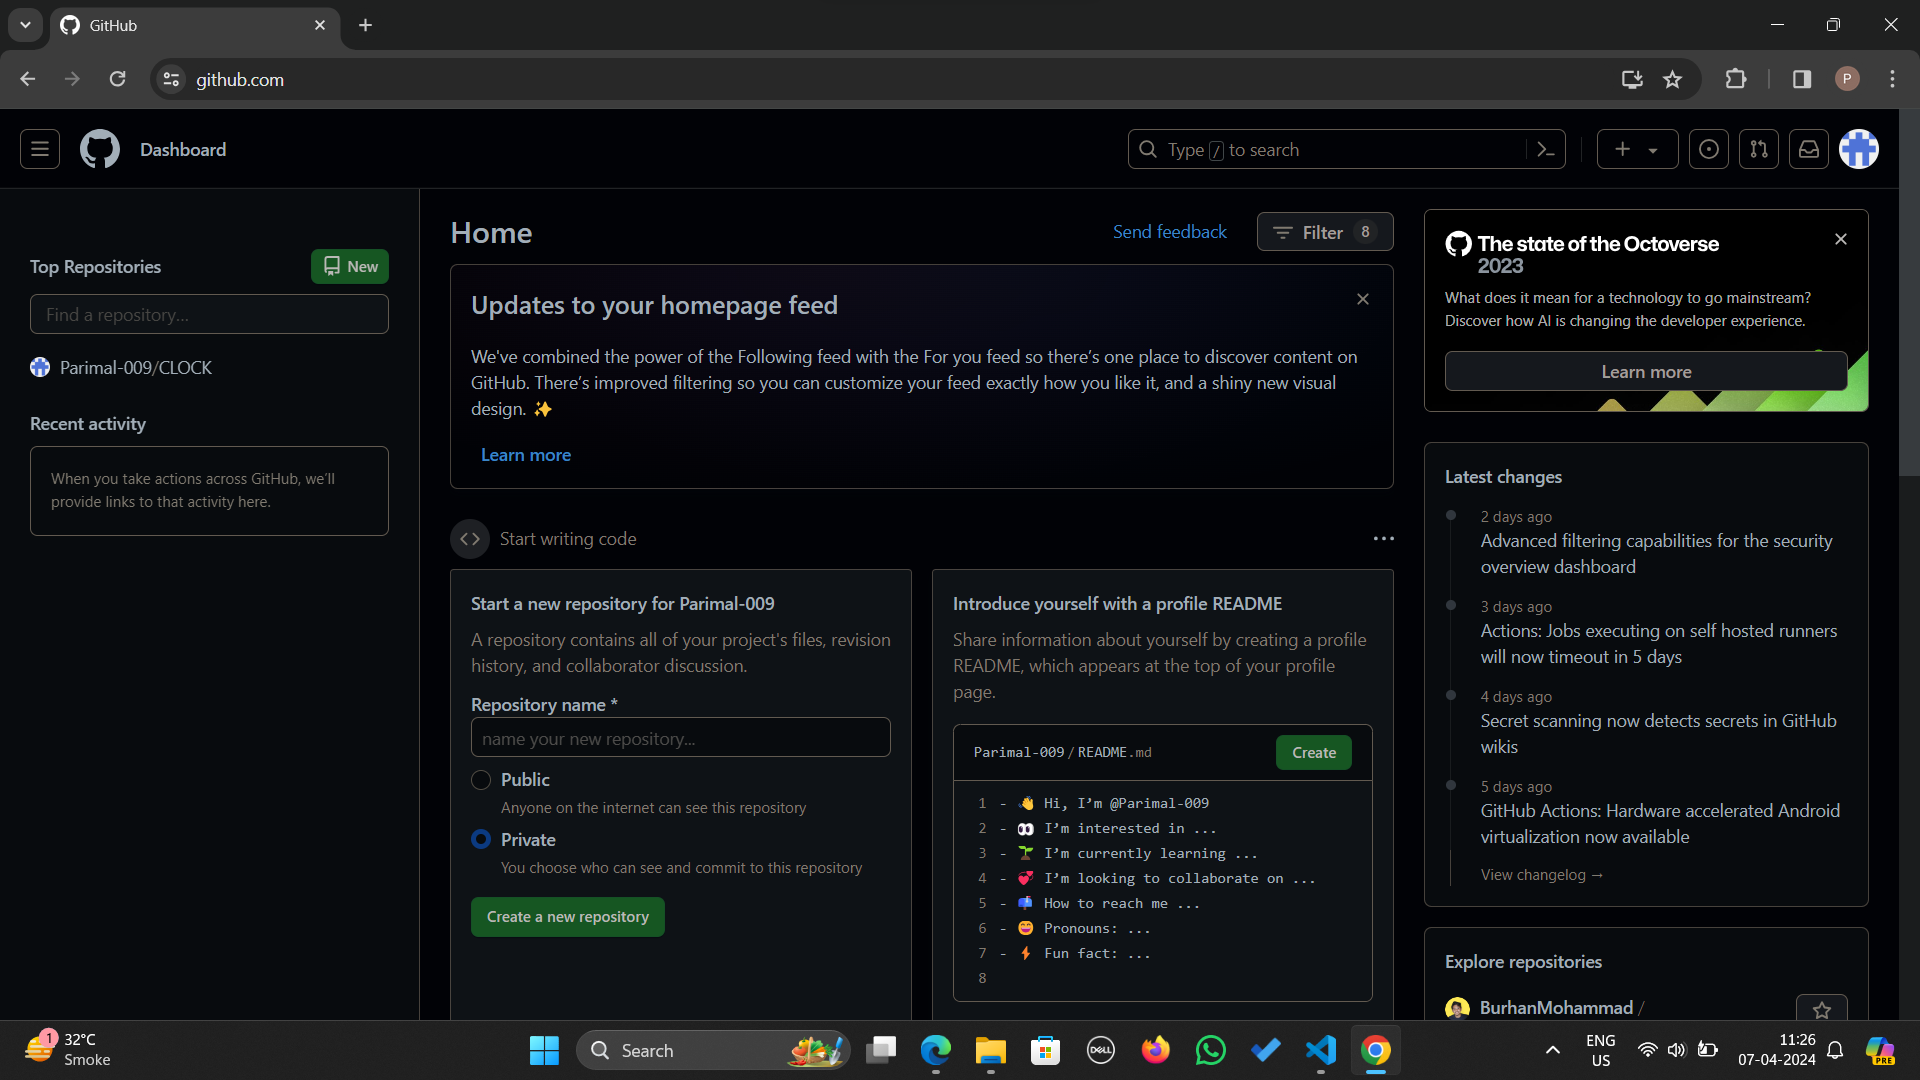 GitHub
github.com
P
Dashboard
Type / to search
Top Repositories
New
Find a repository...
Parimal-009/CLOCK
Recent activity
When you take actions across GitHub, we'll
provide links to that activity here.
Home
Send feedback
Filter 8
Updates to your homepage feed
We've combined the power of the Following feed with the For you feed so there's one place to discover content on
GitHub. There's improved filtering so you can customize your feed exactly how you like it, and a shiny new visual
design. ✨
Learn more
Start writing code
Start a new repository for Parimal-009
A repository contains all of your project's files, revision
history, and collaborator discussion.
Repository name *
name your new repository...
Public
Anyone on the internet can see this repository
Private
You choose who can see and commit to this repository
Create a new repository
Introduce yourself with a profile README
Share information about yourself by creating a profile
README, which appears at the top of your profile
page.
Parimal-009 / README.md
Create
1 - 👋 Hi, I'm @Parimal-009
2 - 👀 I'm interested in ...
3 - 🌱 I'm currently learning ...
4 - 💞️ I'm looking to collaborate on ...
5 - 📫 How to reach me ...
6 - 😄 Pronouns: ...
7 - ⚡ Fun fact: ...
8
The state of the Octoverse
2023
What does it mean for a technology to go mainstream?
Discover how AI is changing the developer experience.
Learn more
Latest changes
2 days ago
Advanced filtering capabilities for the security
overview dashboard
3 days ago
Actions: Jobs executing on self hosted runners
will now timeout in 5 days
4 days ago
Secret scanning now detects secrets in GitHub
wikis
5 days ago
GitHub Actions: Hardware accelerated Android
virtualization now available
View changelog →
Explore repositories
BurhanMohammad /
1
32°C
Smoke
Search
DELL
ENG
US
11:26
07-04-2024
PRE